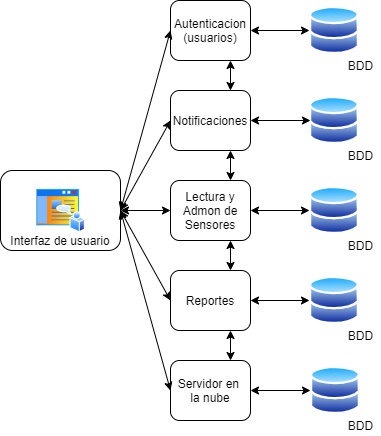 Autenticacion
(usuarios)
BDD
Notificaciones
BDD
Lectura y
Admon de
Sensores
BDD
Interfaz de usuario
Reportes
BDD
Servidor en
la nube
BDD